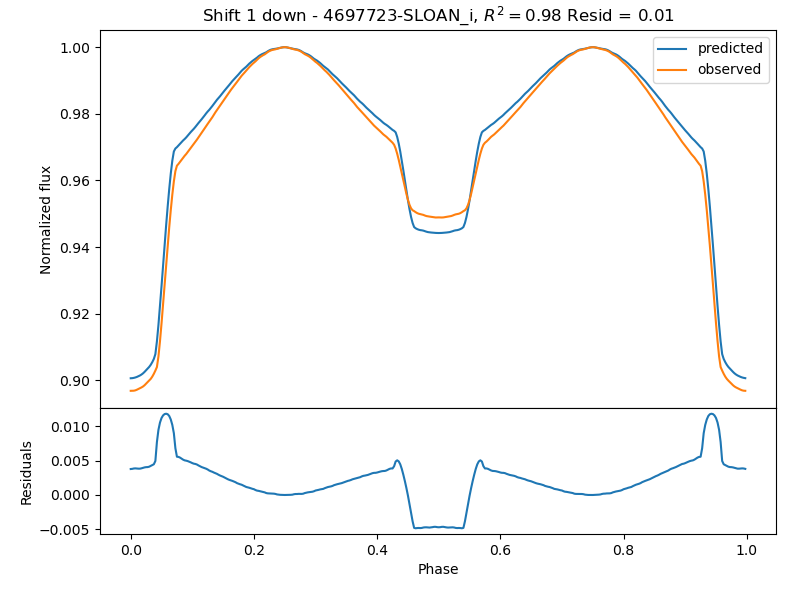 Shift 1 down - 4697723-SLOAN_i, R² = 0.98 Resid = 0.01
predicted
observed
Normalized flux
1.00
0.98
0.96
0.94
0.92
0.90
Residuals
0.010
0.005
0.000
−0.005
0.0
0.2
0.4
0.6
0.8
1.0
Phase